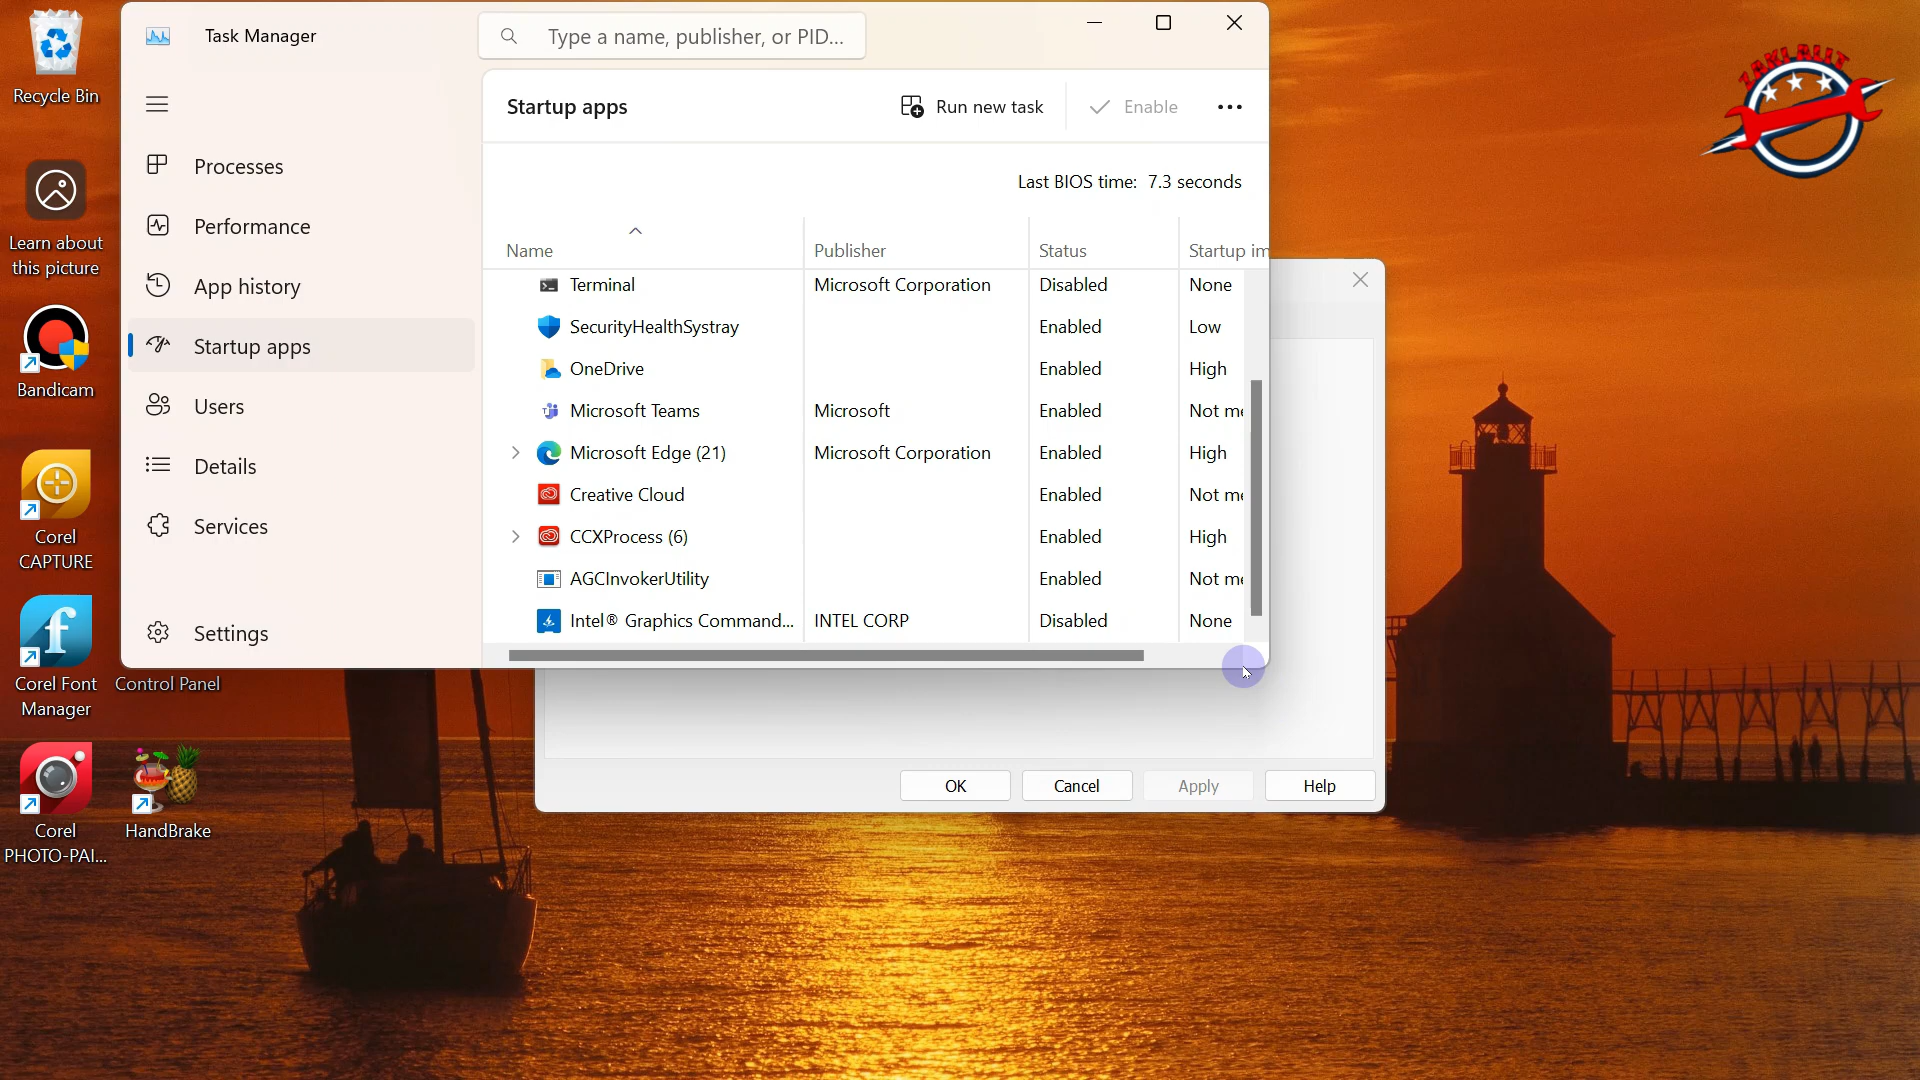 Recycle Bin
Learn about
this picture
Bandicam
Corel
CAPTURE
Corel Font
Manager
Control Panel
Corel
PHOTO-PAI...
HandBrake
Task Manager
Type a name, publisher, or PID...
Processes
Performance
App history
Startup apps
Users
Details
Services
Settings
Startup apps
Run new task
Enable
Last BIOS time: 7.3 seconds
Name Publisher Status Startup im
Terminal Microsoft Corporation Disabled None
SecurityHealthSystray Enabled Low
OneDrive Enabled High
Microsoft Teams Microsoft Enabled Not me
Microsoft Edge (21) Microsoft Corporation Enabled High
Creative Cloud Enabled Not me
CCXProcess (6) Enabled High
AGCInvokerUtility Enabled Not me
Intel® Graphics Command... INTEL CORP Disabled None
OK
Cancel
Apply
Help